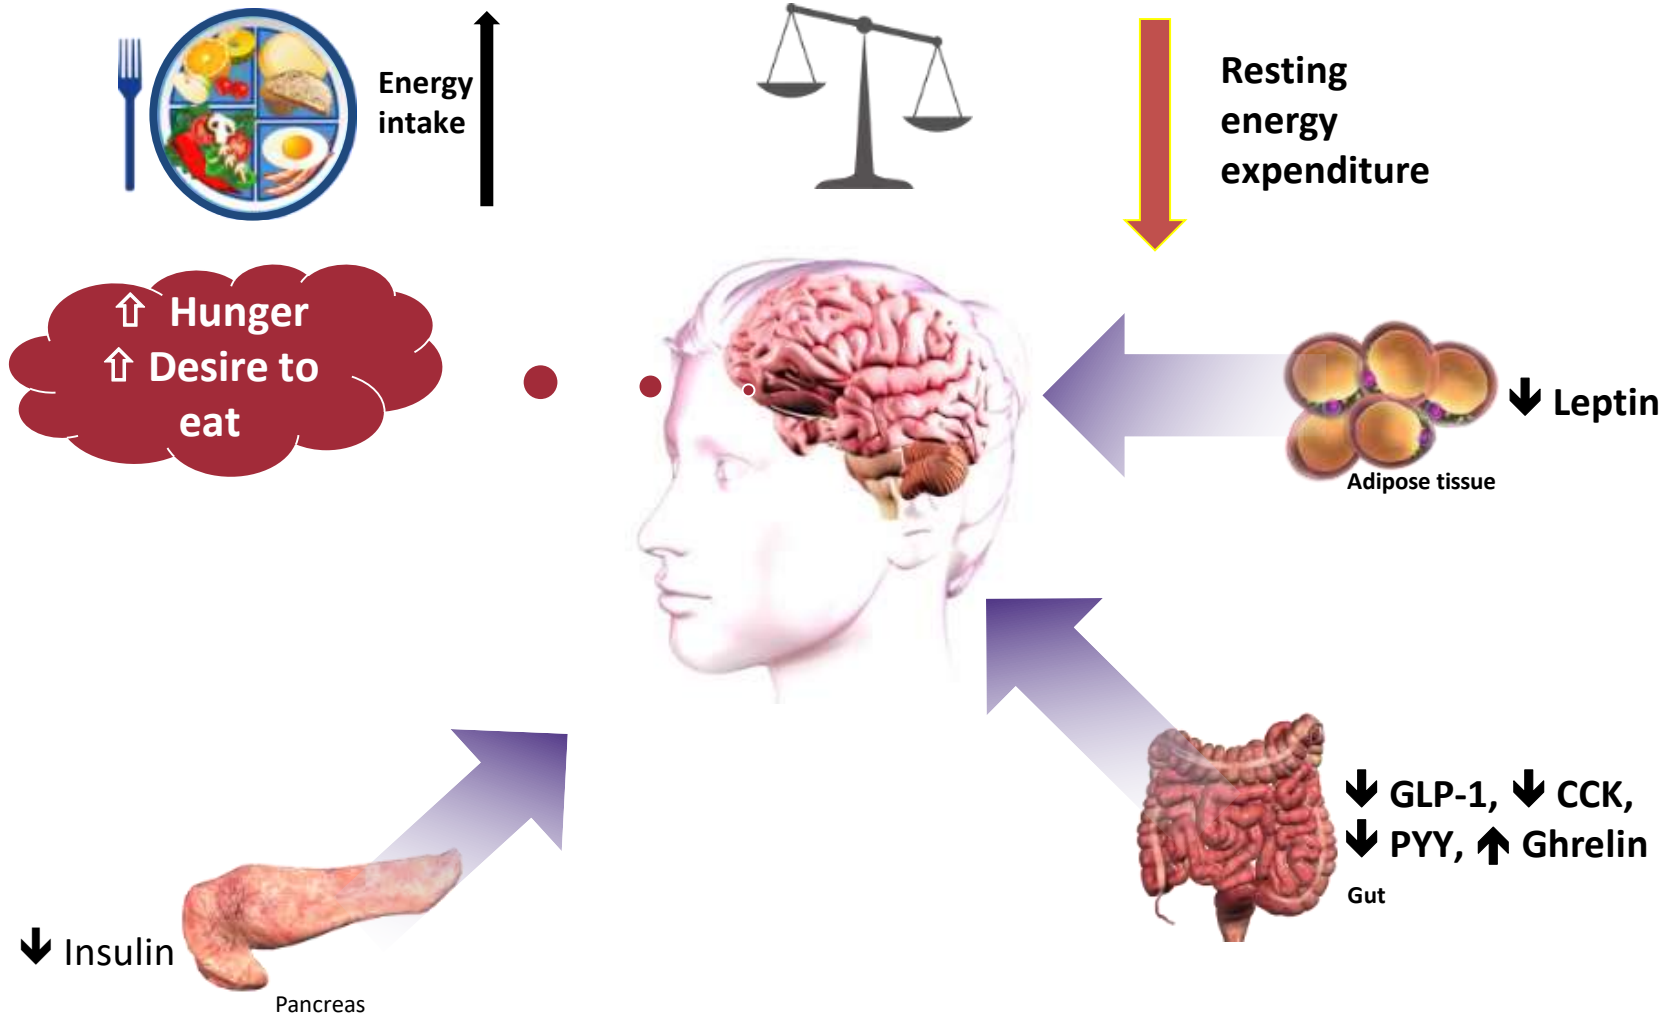 Energy
intake
Resting
energy
expenditure
⇧ Hunger
⇧ Desire to
eat
🡻 Leptin
Adipose tissue
🡻 GLP-1, 🡻 CCK,
🡻 PYY, 🡹 Ghrelin
Gut
🡻 Insulin
Pancreas